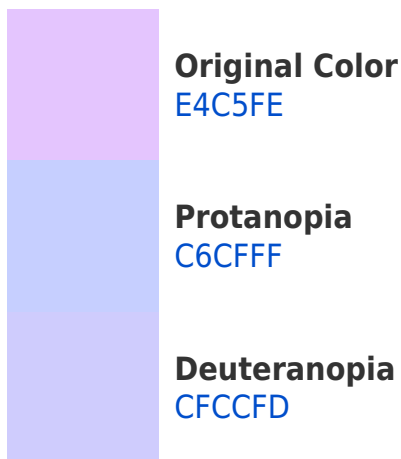 Original Color
E4C5FE
Protanopia
C6CFFF
Deuteranopia
CFCCFD